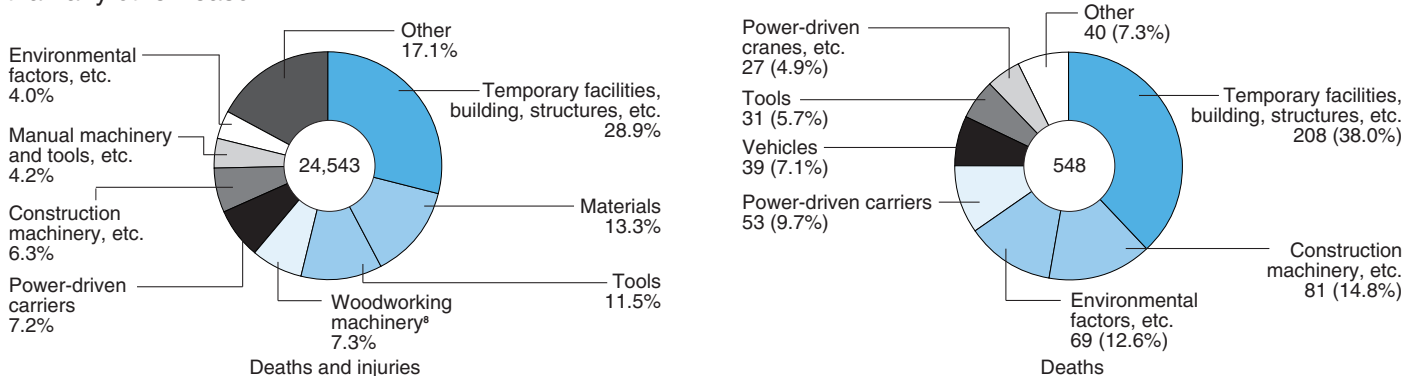 Other
17.1%
Environmental
factors, etc.
4.0%
Temporary facilities,
building, structures, etc.
28.9%
Manual machinery
and tools, etc.
4.2%
24,543
Construction
machinery, etc.
6.3%
Materials
13.3%
Power-driven
carriers
7.2%
Tools
11.5%
Woodworking
machinery⁸
7.3%
Deaths and injuries
Other
40 (7.3%)
Power-driven
cranes, etc.
27 (4.9%)
Tools
31 (5.7%)
Temporary facilities,
building, structures, etc.
208 (38.0%)
Vehicles
39 (7.1%)
548
Power-driven carriers
53 (9.7%)
Construction
machinery, etc.
81 (14.8%)
Environmental
factors, etc.
69 (12.6%)
Deaths